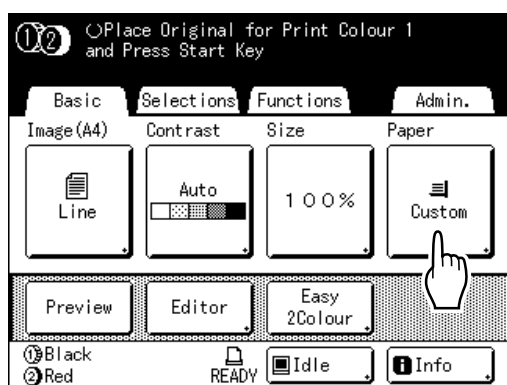 ①② Place Original for Print Colour 1
and Press Start Key
Basic Selections Functions Admin.
Image(A4) Contrast Size Paper
Line Auto 100% Custom
Preview Editor Easy
2Colour
①Black
②Red READY Idle Info